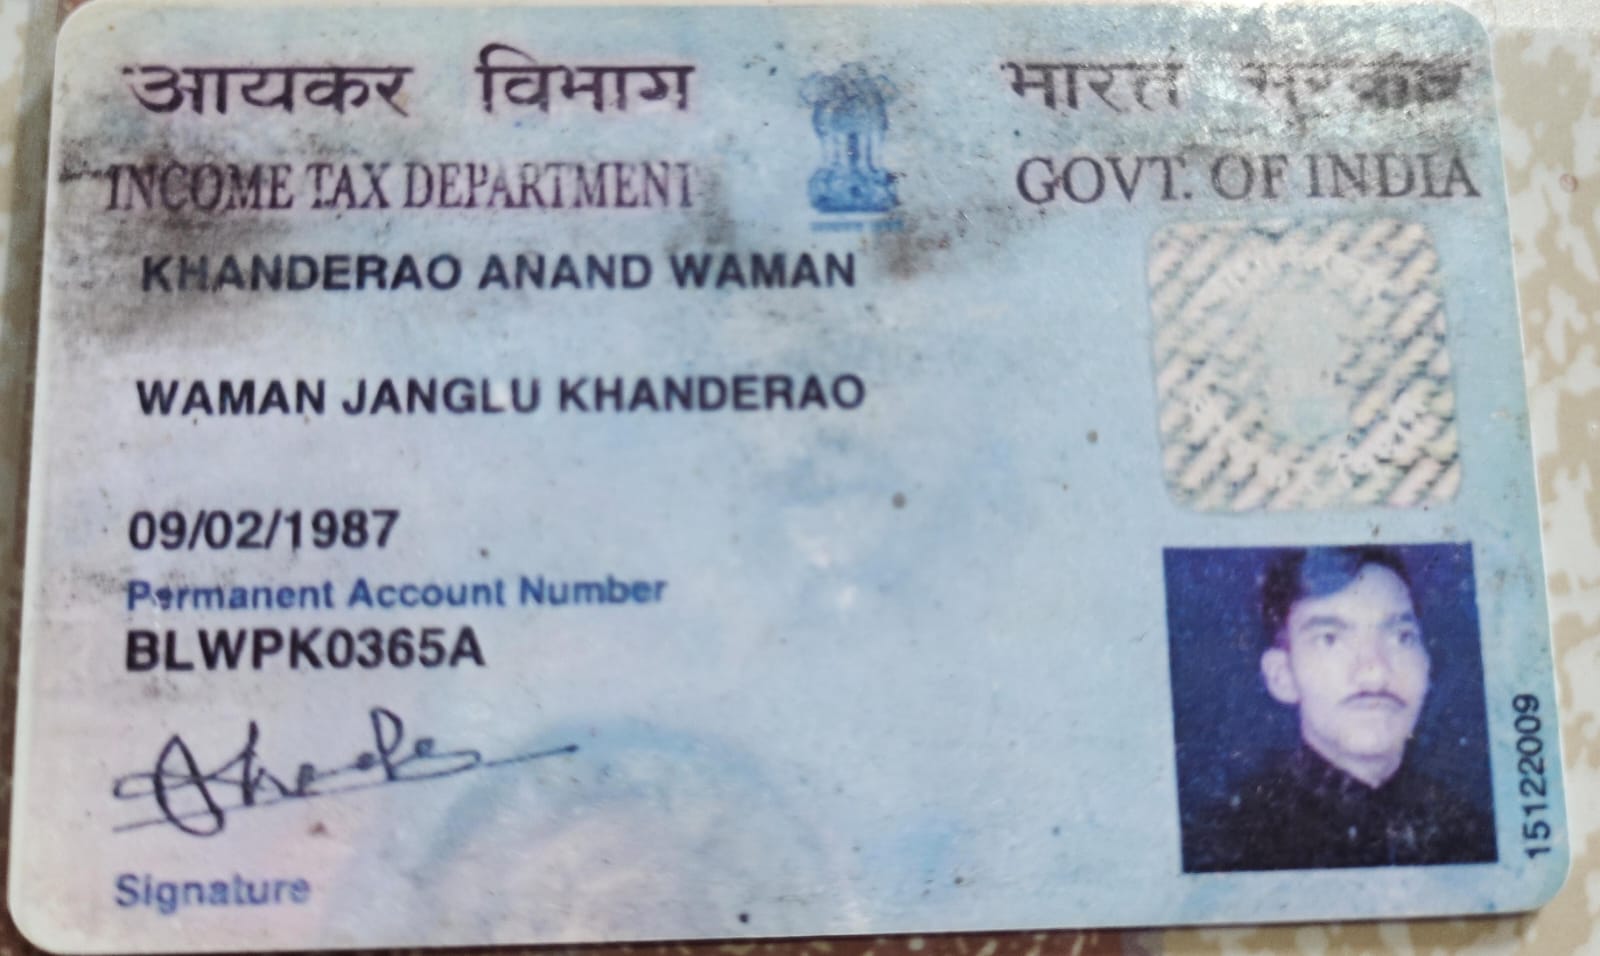 आयकर विभाग
INCOME TAX DEPARTMENT
भारत सरकार
GOVT. OF INDIA
KHANDERAO ANAND WAMAN
WAMAN JANGLU KHANDERAO
09/02/1987
Permanent Account Number
BLWPK0365A
Signature
15122009